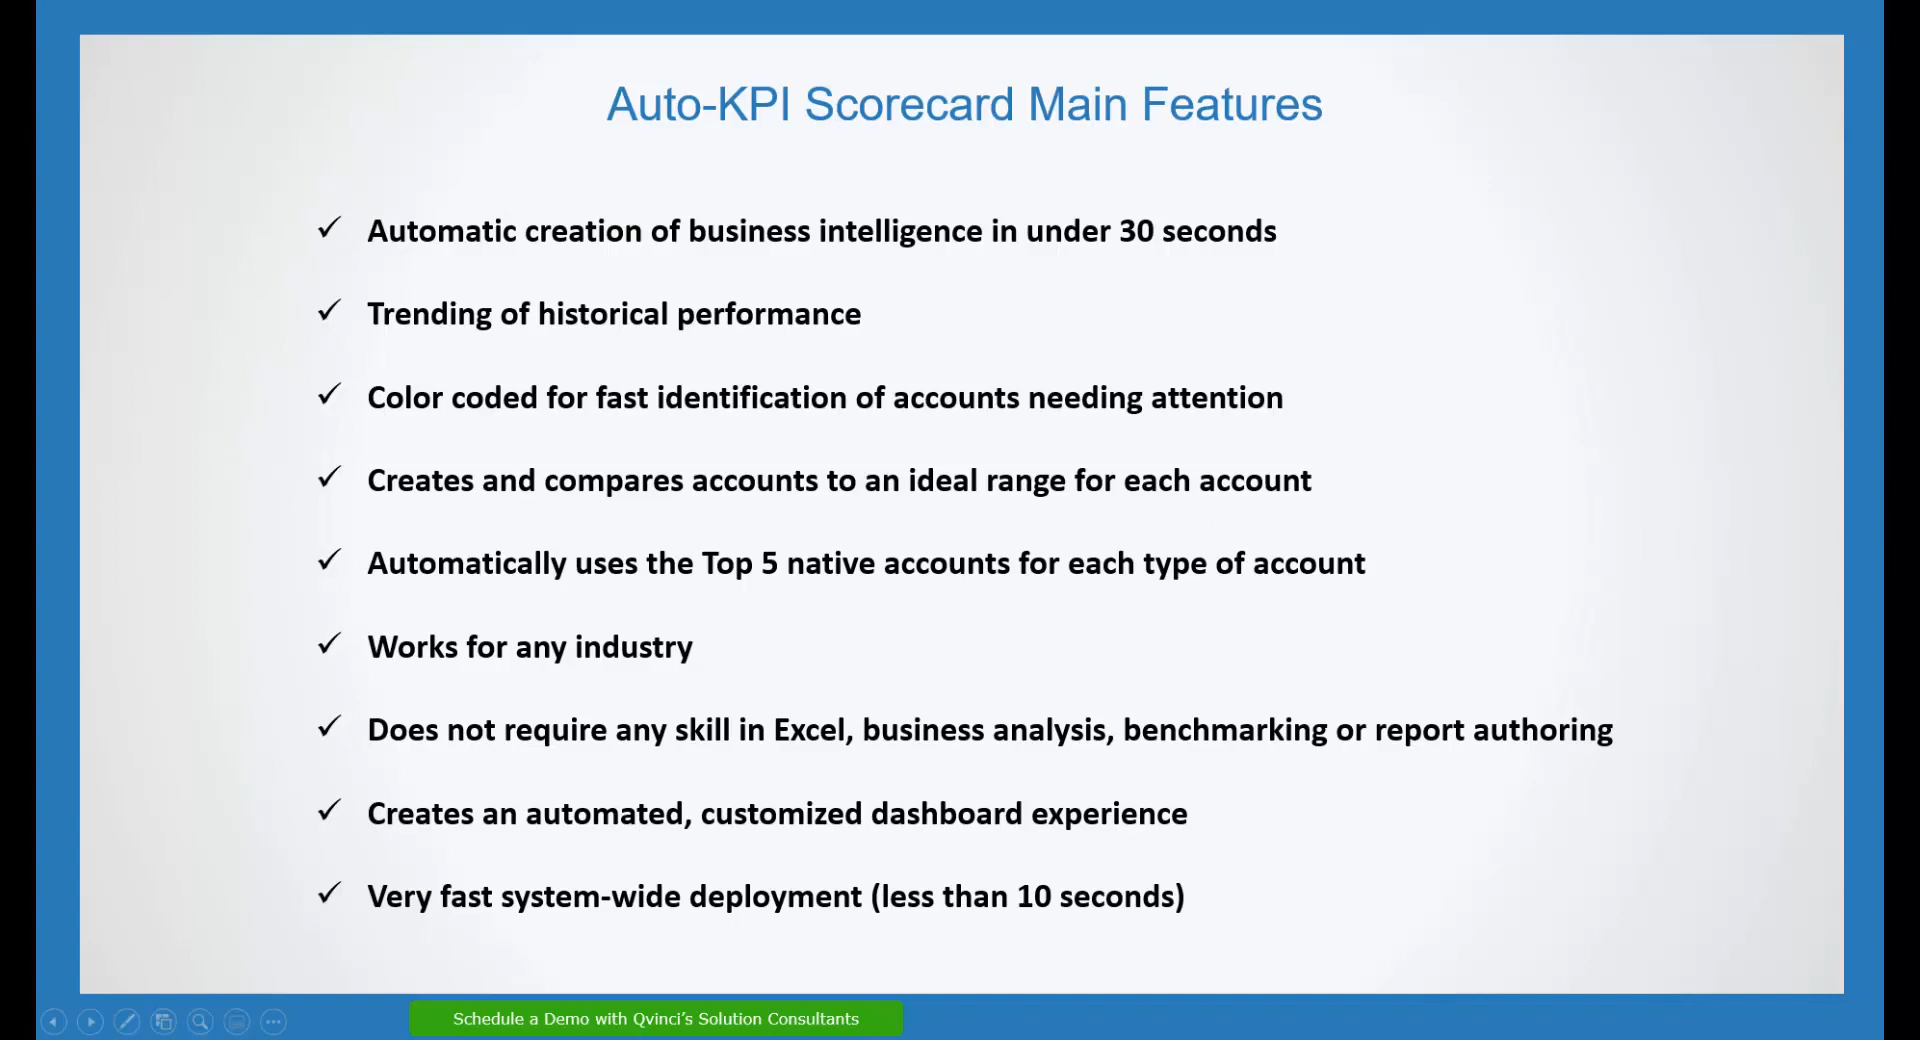 Auto-KPI Scorecard Main Features
✓ Automatic creation of business intelligence in under 30 seconds
✓ Trending of historical performance
✓ Color coded for fast identification of accounts needing attention
✓ Creates and compares accounts to an ideal range for each account
✓ Automatically uses the Top 5 native accounts for each type of account
✓ Works for any industry
✓ Does not require any skill in Excel, business analysis, benchmarking or report authoring
✓ Creates an automated, customized dashboard experience
✓ Very fast system-wide deployment (less than 10 seconds)
Schedule a Demo with Qvinci's Solution Consultants